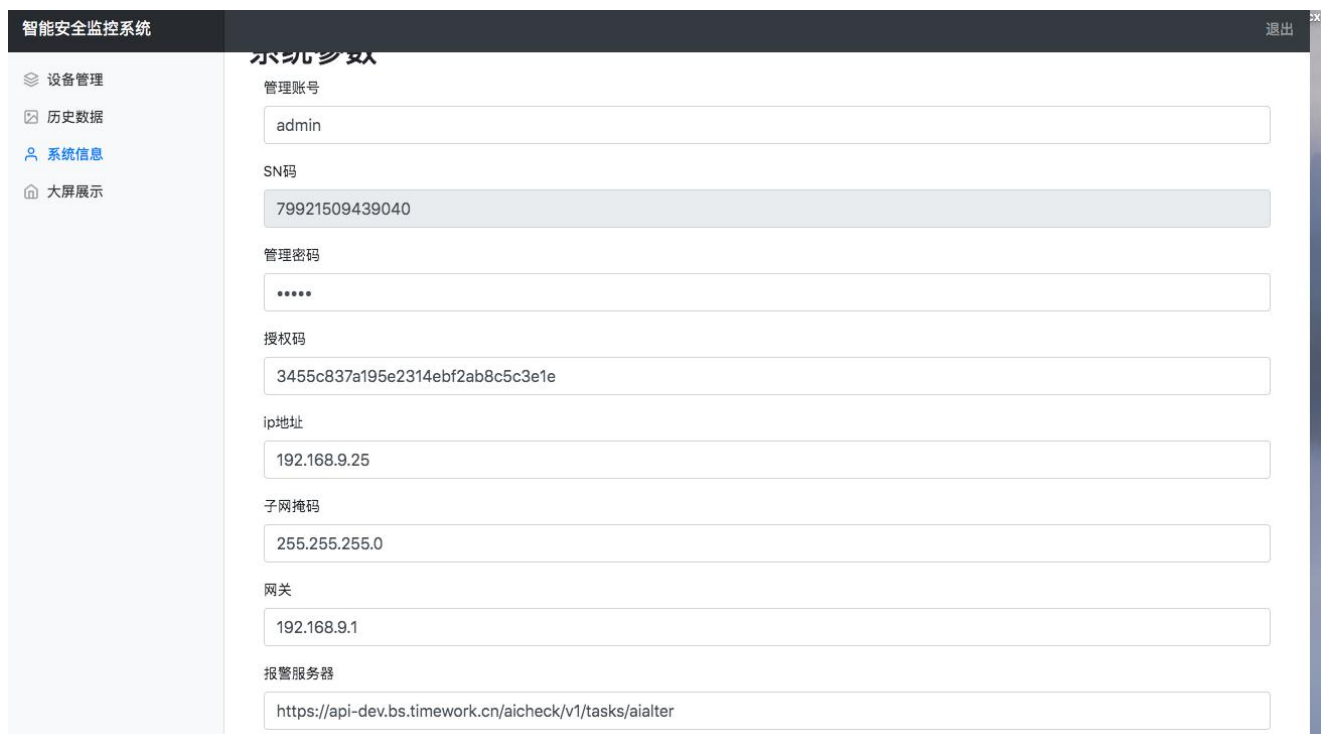 智能安全监控系统
退出
设备管理
历史数据
系统信息
大屏展示
系统参数
管理账号
admin
SN码
79921509439040
管理密码
•••••
授权码
3455c837a195e2314ebf2ab8c5c3e1e
ip地址
192.168.9.25
子网掩码
255.255.255.0
网关
192.168.9.1
报警服务器
https://api-dev.bs.timework.cn/aicheck/v1/tasks/aialter